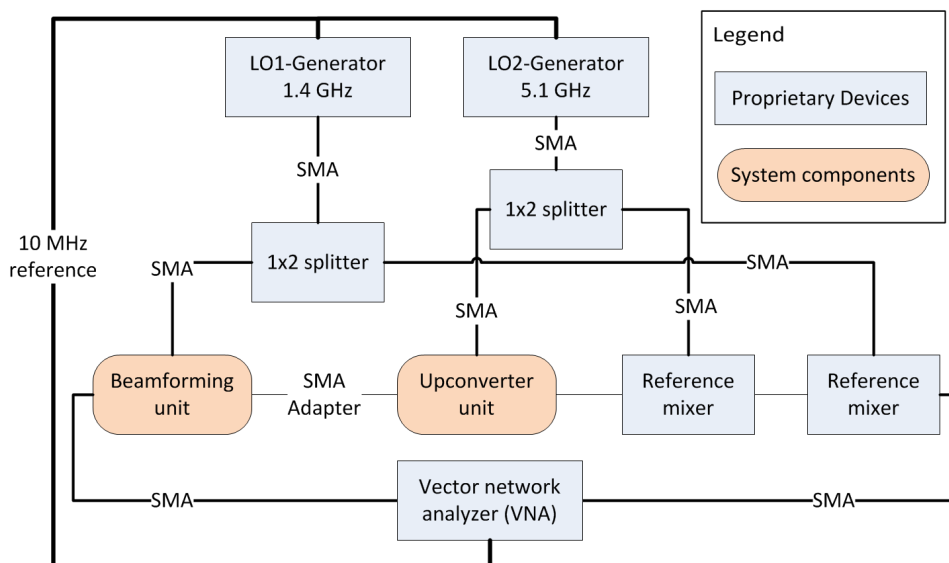 LO1-Generator
1.4 GHz
LO2-Generator
5.1 GHz
Legend
Proprietary Devices
System components
SMA
SMA
1x2 splitter
1x2 splitter
10 MHz
reference
SMA
SMA
SMA
SMA
Beamforming
unit
SMA
Adapter
Upconverter
unit
Reference
mixer
Reference
mixer
SMA
Vector network
analyzer (VNA)
SMA